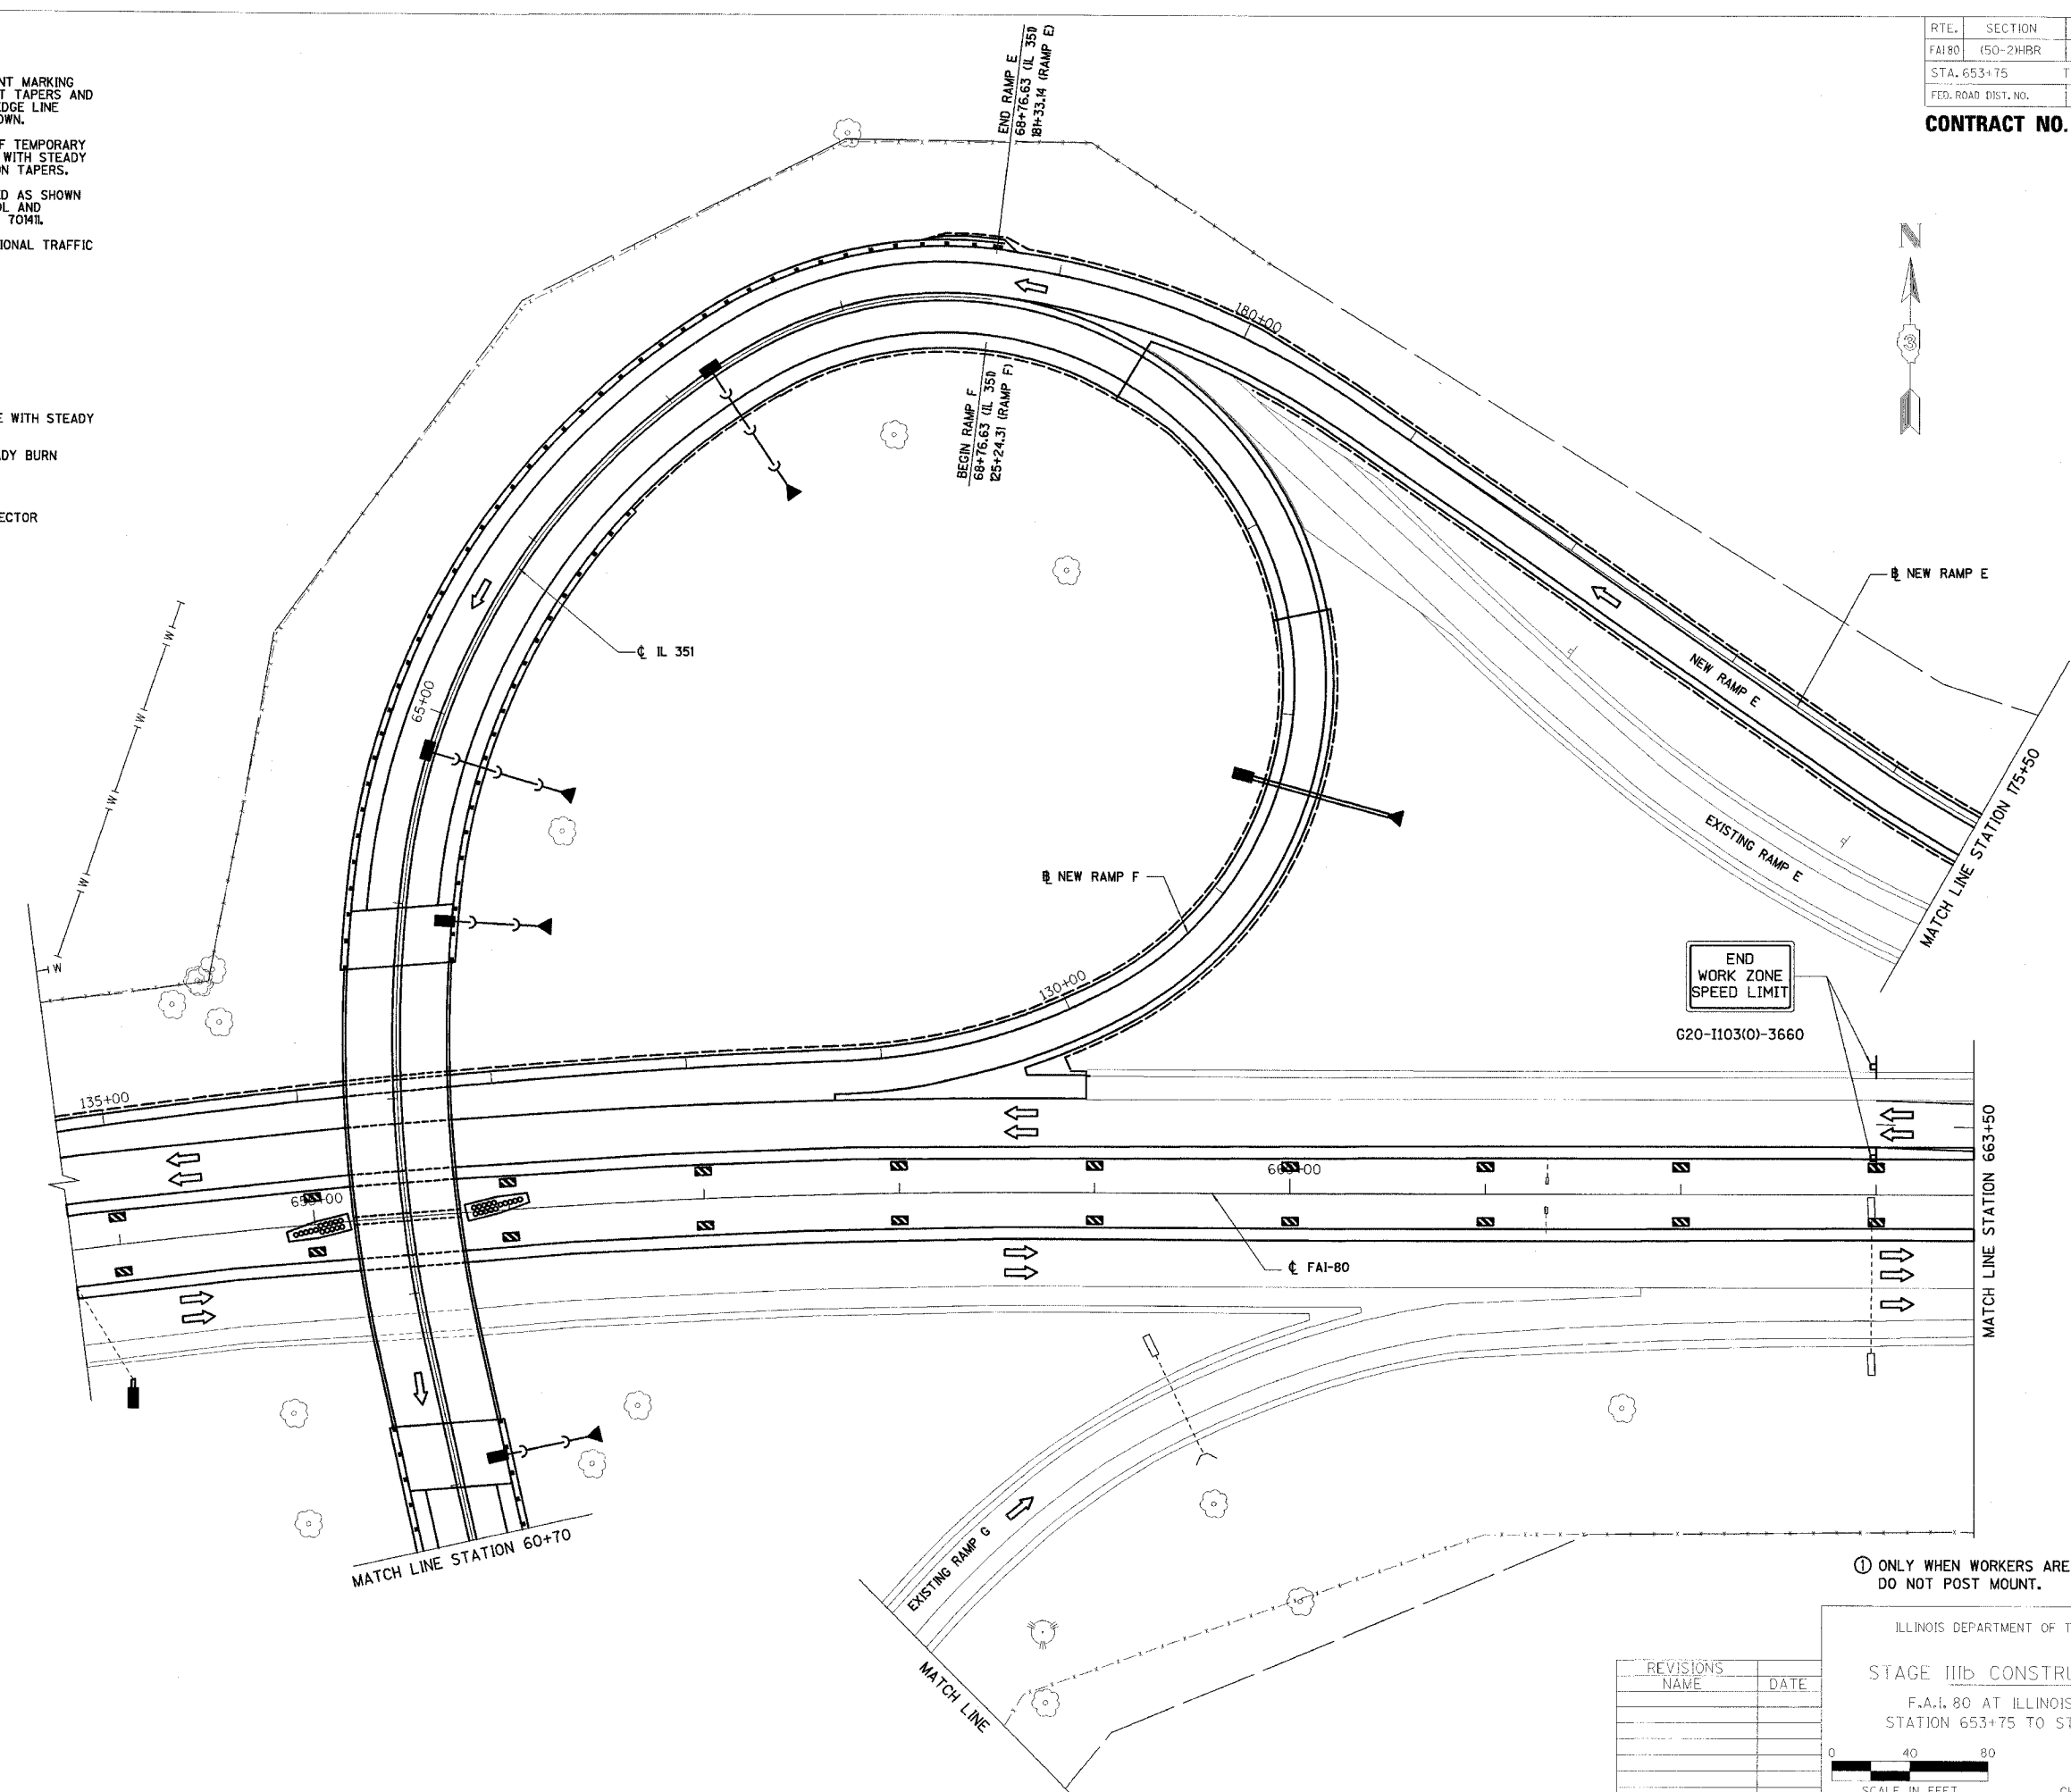 NT MARKING
T TAPERS AND
EDGE LINE
OWN.
F TEMPORARY
WITH STEADY
ON TAPERS.
ED AS SHOWN
OL AND
701411.
IONAL TRAFFIC
E WITH STEADY
DY BURN
ECTOR
RTE. SECTION
FAI 80 (50-2)HBR
STA. 653+75 T
FED. ROAD DIST. NO.
CONTRACT NO.
N
3
END RAMP E
68+76.63 (IL 351)
181+33.14 (RAMP E)
180+00
BEGIN RAMP F
68+76.63 (IL 351)
125+24.31 (RAMP F)
℄ IL 351
65+00
W
W
W
W
W
B NEW RAMP E
NEW RAMP E
EXISTING RAMP E
MATCH LINE STATION 175+50
B NEW RAMP F
130+00
END
WORK ZONE
SPEED LIMIT
G20-I103(0)-3660
135+00
660+00
℄ FAI-80
MATCH LINE STATION 663+50
MATCH LINE STATION 60+70
EXISTING RAMP G
MATCH LINE
① ONLY WHEN WORKERS ARE
DO NOT POST MOUNT.
ILLINOIS DEPARTMENT OF T
REVISIONS
NAME DATE
STAGE IIIb CONSTRU
F.A.I. 80 AT ILLINOIS
STATION 653+75 TO ST
0 40 80
SCALE IN FEET